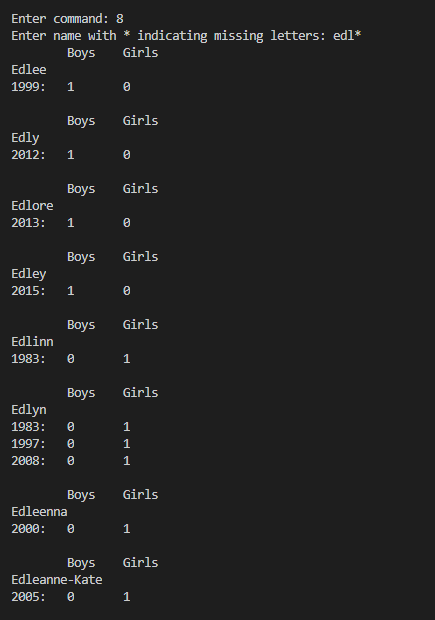 Enter command: 8
Enter name with * indicating missing letters: edl*
Boys Girls
Edlee
1999: 1 0
Boys Girls
Edly
2012: 1 0
Boys Girls
Edlore
2013: 1 0
Boys Girls
Edley
2015: 1 0
Boys Girls
Edlinn
1983: 0 1
Boys Girls
Edlyn
1983: 0 1
1997: 0 1
2008: 0 1
Boys Girls
Edleenna
2000: 0 1
Boys Girls
Edleanne-Kate
2005: 0 1